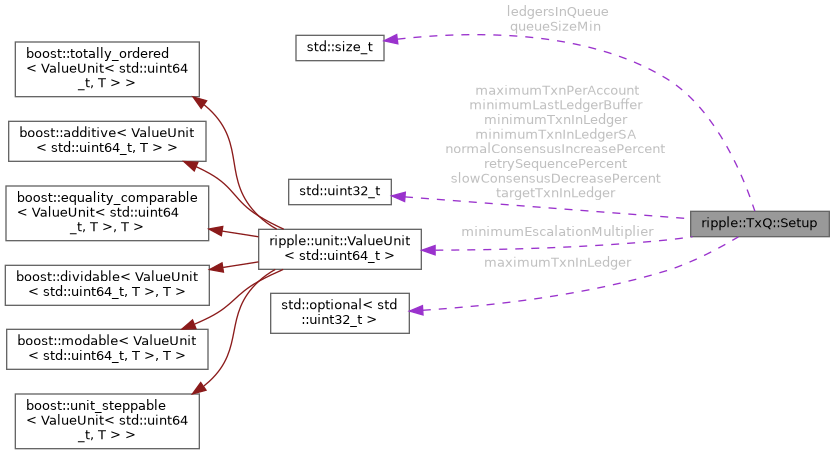 ledgersInQueue
queueSizeMin
std::size_t
boost::totally_ordered
< ValueUnit< std::uint64
_t, T > >
maximumTxnPerAccount
minimumLastLedgerBuffer
minimumTxnInLedger
minimumTxnInLedgerSA
normalConsensusIncreasePercent
retrySequencePercent
slowConsensusDecreasePercent
targetTxnInLedger
boost::additive< ValueUnit
< std::uint64_t, T > >
std::uint32_t
boost::equality_comparable
< ValueUnit< std::uint64
_t, T >, T >
ripple::TxQ::Setup
minimumEscalationMultiplier
ripple::unit::ValueUnit
< std::uint64_t >
maximumTxnInLedger
boost::dividable< ValueUnit
< std::uint64_t, T >, T >
std::optional< std
::uint32_t >
boost::modable< ValueUnit
< std::uint64_t, T >, T >
boost::unit_steppable
< ValueUnit< std::uint64
_t, T > >